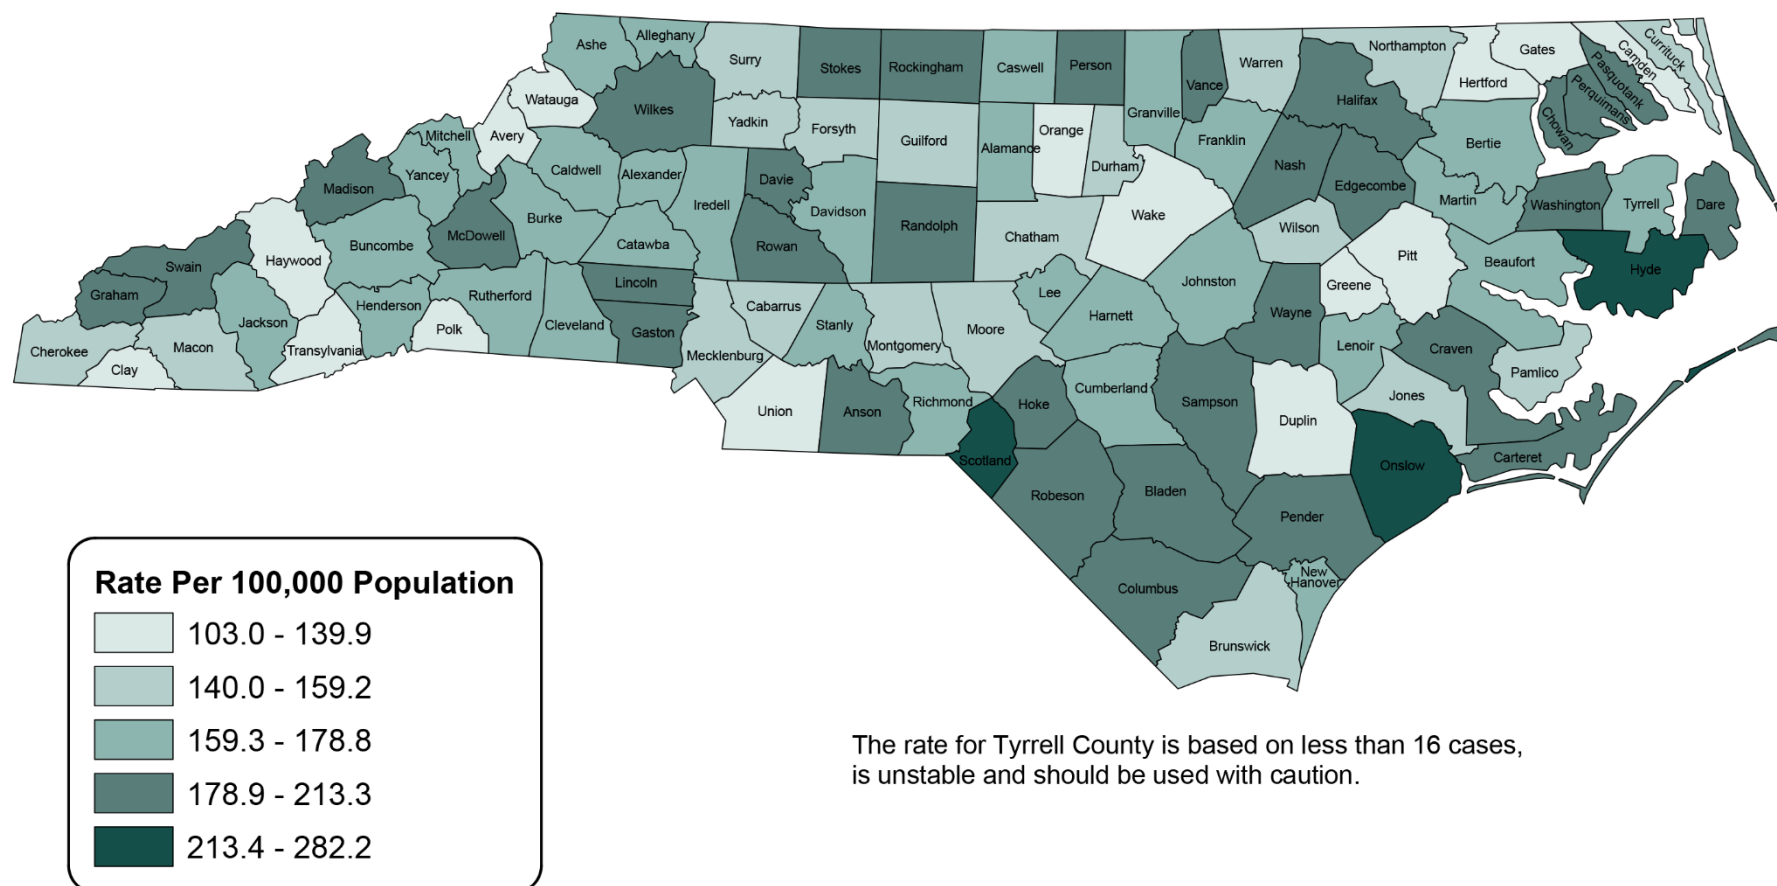 Ashe
Alleghany
Surry
Stokes
Rockingham
Caswell
Person
Granville
Vance
Warren
Northampton
Gates
Hertford
Camden
Currituck
Pasquotank
Perquimans
Chowan
Halifax
Watauga
Wilkes
Yadkin
Forsyth
Guilford
Alamance
Orange
Durham
Franklin
Nash
Edgecombe
Bertie
Martin
Washington
Tyrrell
Dare
Mitchell
Avery
Yancey
Caldwell
Alexander
Madison
Burke
McDowell
Iredell
Davie
Davidson
Randolph
Rowan
Catawba
Chatham
Wake
Wilson
Pitt
Greene
Beaufort
Hyde
Buncombe
Haywood
Swain
Graham
Jackson
Henderson
Rutherford
Polk
Cleveland
Lincoln
Gaston
Cabarrus
Stanly
Montgomery
Moore
Lee
Harnett
Johnston
Wayne
Lenoir
Craven
Pamlico
Cherokee
Macon
Clay
Transylvania
Mecklenburg
Union
Anson
Richmond
Scotland
Hoke
Cumberland
Sampson
Duplin
Jones
Onslow
Carteret
Robeson
Bladen
Pender
Columbus
New
Hanover
Brunswick
Rate Per 100,000 Population
103.0 - 139.9
140.0 - 159.2
159.3 - 178.8
178.9 - 213.3
213.4 - 282.2
The rate for Tyrrell County is based on less than 16 cases,
is unstable and should be used with caution.